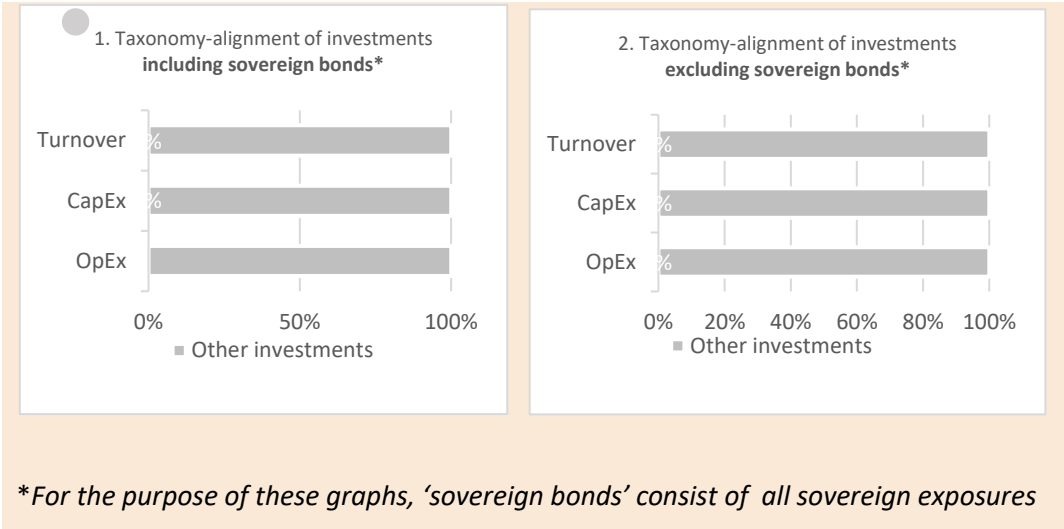 1. Taxonomy-alignment of investments
including sovereign bonds*
Turnover
%
CapEx
%
OpEx
0% 50% 100%
Other investments
2. Taxonomy-alignment of investments
excluding sovereign bonds*
Turnover
%
CapEx
%
OpEx
%
0% 20% 40% 60% 80% 100%
Other investments
*For the purpose of these graphs, ‘sovereign bonds’ consist of all sovereign exposures